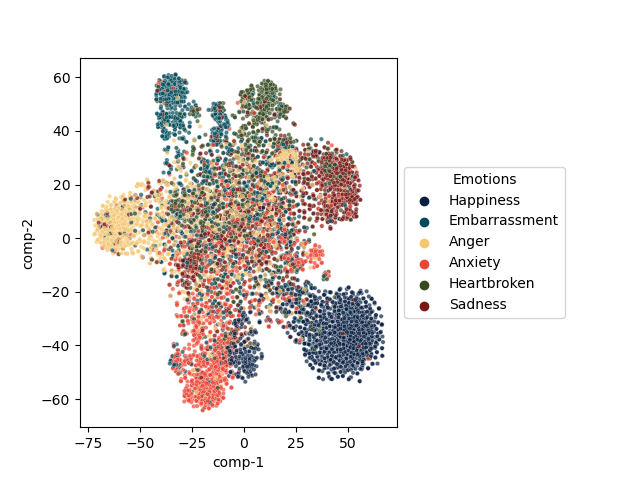 60
40
20
0
−20
−40
−60
comp-2
−75
−50
−25
0
25
50
comp-1
Emotions
Happiness
Embarrassment
Anger
Anxiety
Heartbroken
Sadness